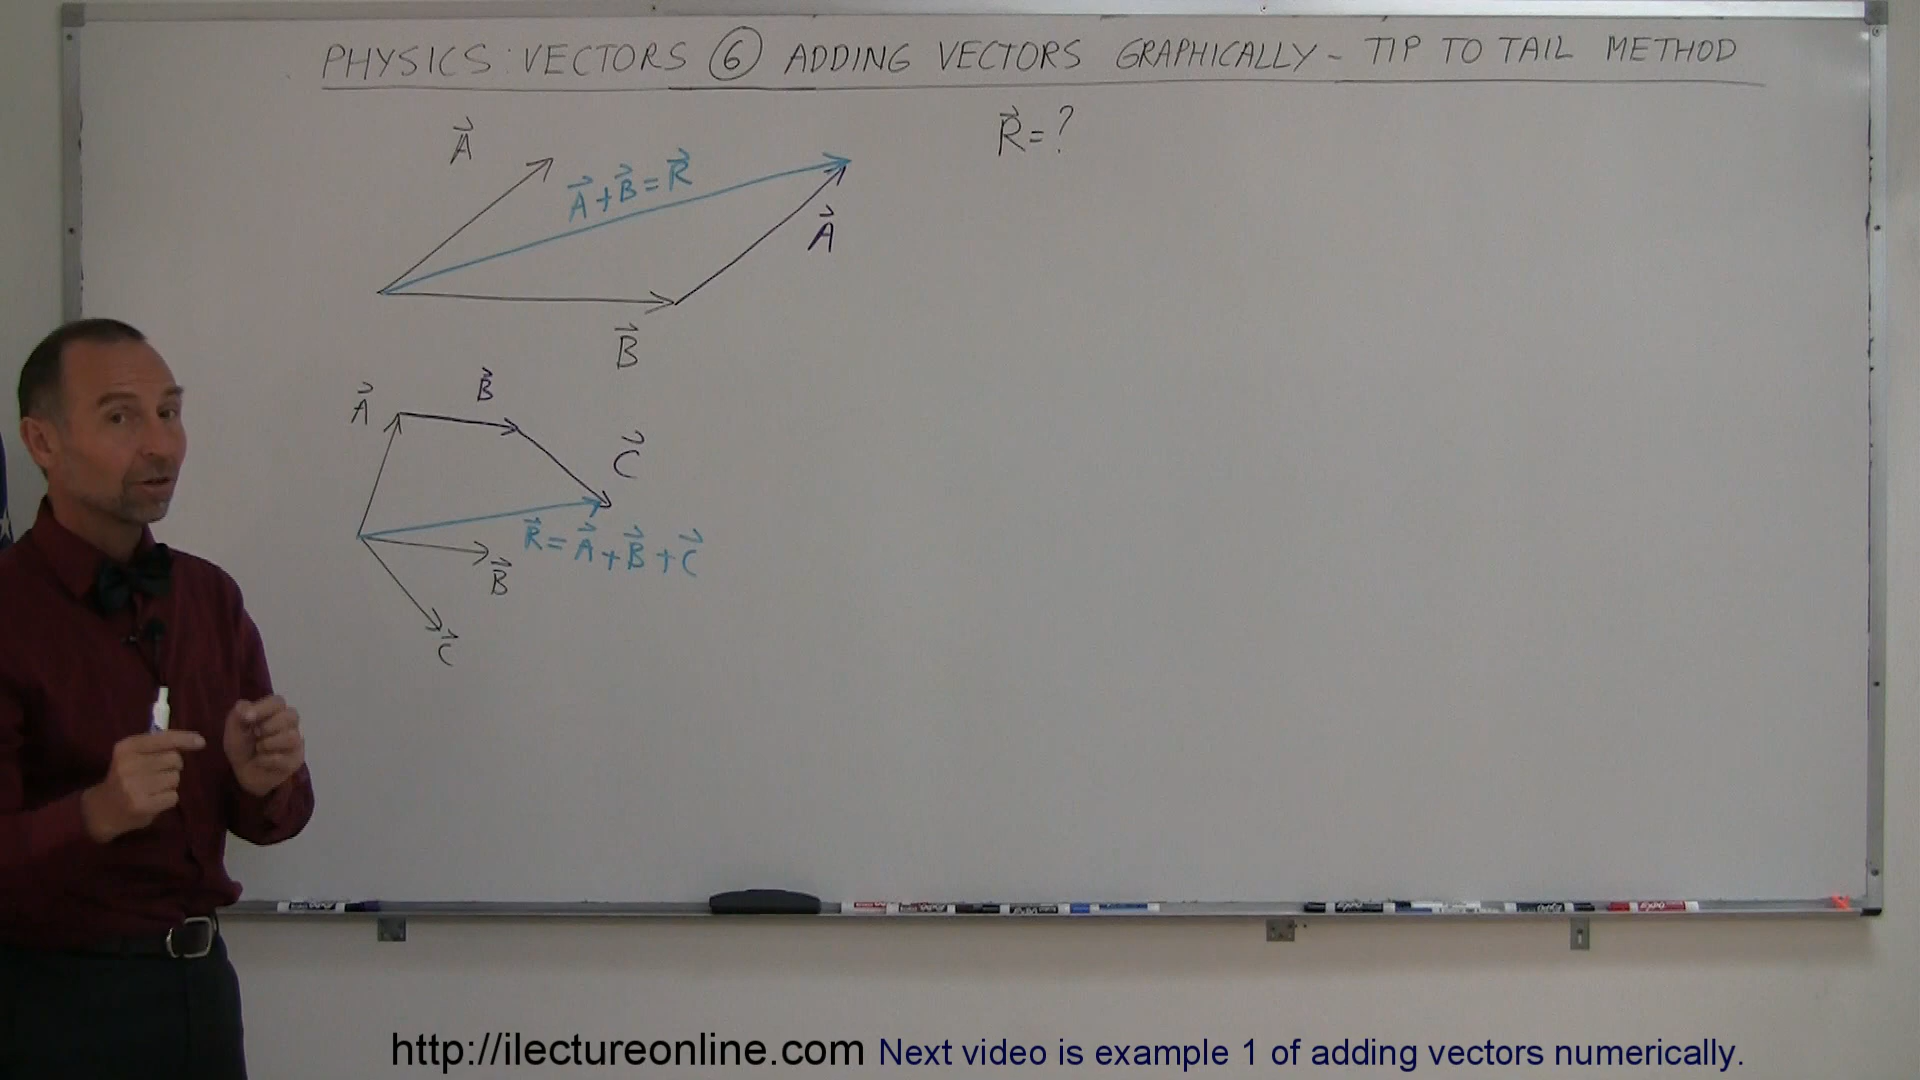 PHYSICS: VECTORS ⑥ ADDING VECTORS GRAPHICALLY - TIP TO TAIL METHOD
A⃗
R⃗ = ?
A⃗ + B⃗ = R⃗
A⃗
B⃗
A⃗
B⃗
C⃗
R⃗ = A⃗ + B⃗ + C⃗
B⃗
C⃗
http://ilectureonline.com Next video is example 1 of adding vectors numerically.